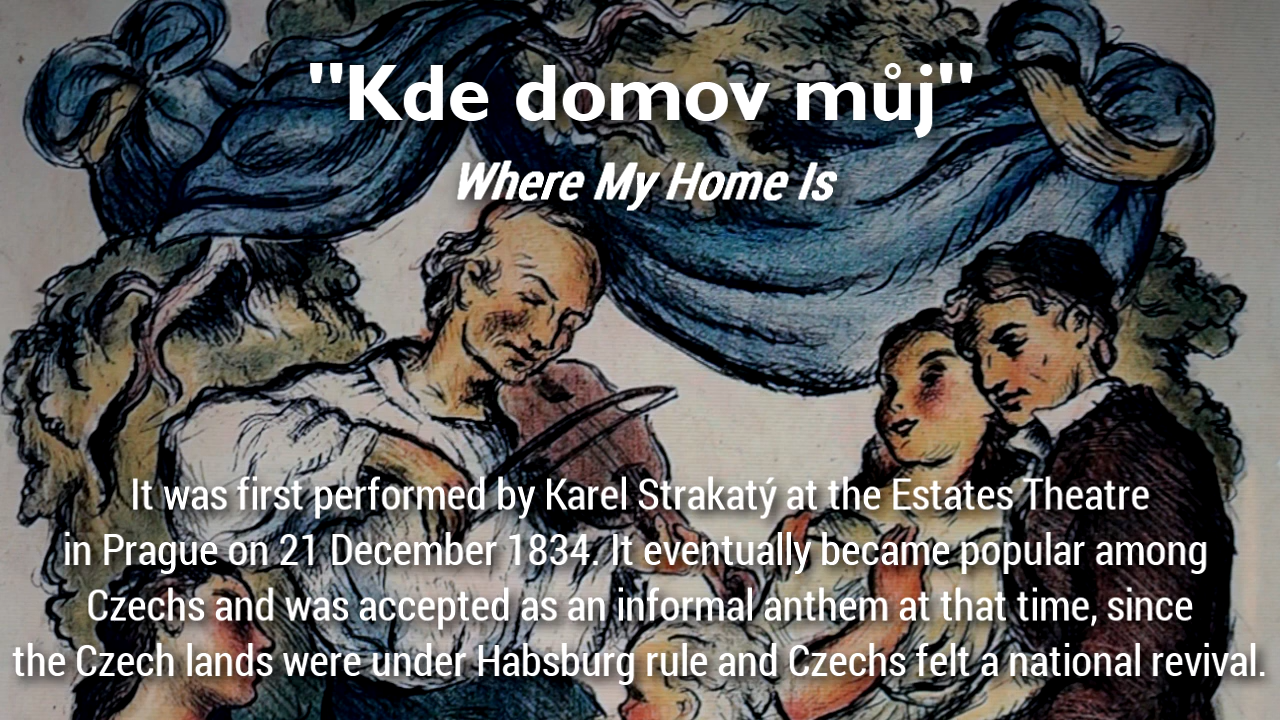 "Kde domov můj"
Where My Home Is
It was first performed by Karel Strakatý at the Estates Theatre
in Prague on 21 December 1834. It eventually became popular among
Czechs and was accepted as an informal anthem at that time, since
the Czech lands were under Habsburg rule and Czechs felt a national revival.